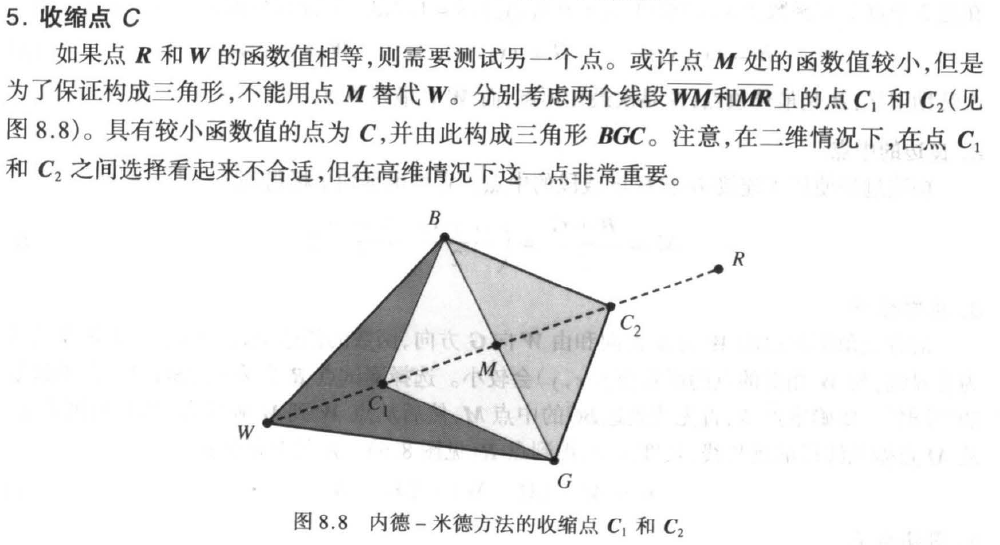 5. 收缩点 C
如果点 R 和 W 的函数值相等,则需要测试另一个点。或许点 M 处的函数值较小,但是
为了保证构成三角形,不能用点 M 替代 W。分别考虑两个线段 W̅M̅和M̅R̅上的点 C₁ 和 C₂(见
图 8.8)。具有较小函数值的点为 C,并由此构成三角形 BGC。注意,在二维情况下,在点 C₁
和 C₂ 之间选择看起来不合适,但在高维情况下这一点非常重要。
B
R
C₂
M
C₁
W
G
图 8.8 内德－米德方法的收缩点 C₁ 和 C₂